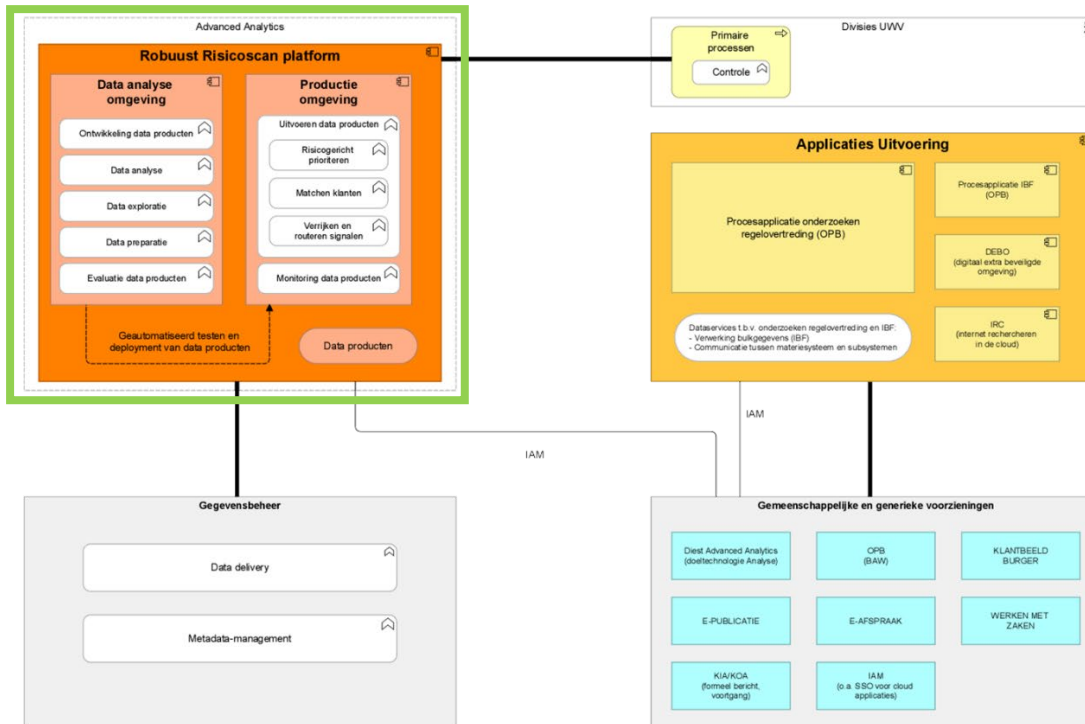 Advanced Analytics
Robuust Risicoscan platform
Data analyse
omgeving
Ontwikkeling data producten
Data analyse
Data exploratie
Data preparatie
Evaluatie data producten
Productie
omgeving
Uitvoeren data producten
Risicogericht
prioriteren
Matchen klanten
Verrijken en
routeren signalen
Monitoring data producten
Geautomatiseerd testen en
deployment van data producten
Data producten
Divisies UWV
Primaire
processen
Controle
Applicaties Uitvoering
Procesapplicatie onderzoeken
regelovertreding (OPB)
Procesapplicatie IBF
(OPB)
DEBO
(digitaal extra beveiligde
omgeving)
IRC
(internet rechercheren
in de cloud)
Dataservices t.b.v. onderzoeken regelovertreding en IBF:
- Verwerking bulkgegevens (IBF)
- Communicatie tussen materiesysteem en subsystemen
IAM
IAM
Gegevensbeheer
Data delivery
Metadata-management
Gemeenschappelijke en generieke voorzieningen
Diest Advanced Analytics
(doeltechnologie Analyse)
OPB
(BAW)
KLANTBEELD
BURGER
E-PUBLICATIE
E-AFSPRAAK
WERKEN MET
ZAKEN
KIA/KOA
(formeel bericht,
voortgang)
IAM
(o.a. SSO voor cloud
applicaties)